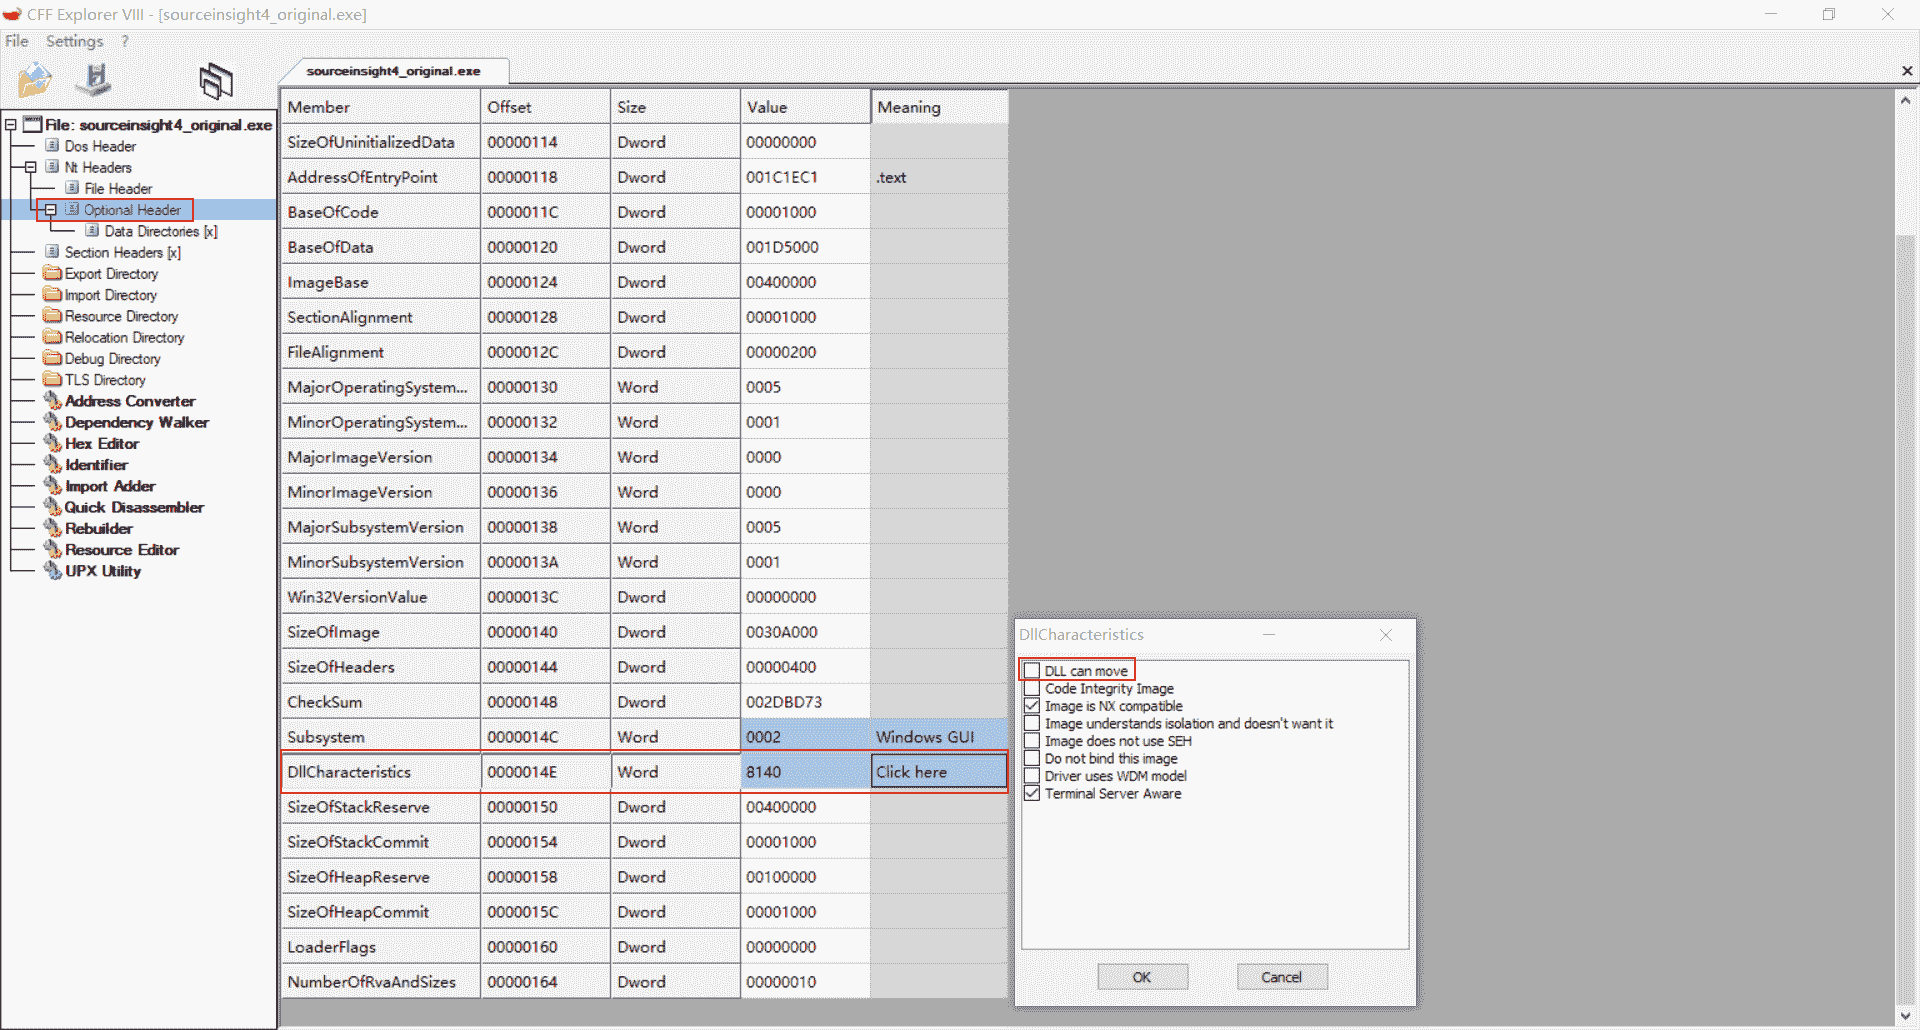 CFF Explorer VIII - [sourceinsight4_original.exe]
File Settings ?
sourceinsight4_original.exe
File: sourceinsight4_original.exe
Dos Header
Nt Headers
File Header
Optional Header
Data Directories [x]
Section Headers [x]
Export Directory
Import Directory
Resource Directory
Relocation Directory
Debug Directory
TLS Directory
Address Converter
Dependency Walker
Hex Editor
Identifier
Import Adder
Quick Disassembler
Rebuilder
Resource Editor
UPX Utility
Member Offset Size Value Meaning
SizeOfUninitializedData 00000114 Dword 00000000
AddressOfEntryPoint 00000118 Dword 001C1EC1 .text
BaseOfCode 0000011C Dword 00001000
BaseOfData 00000120 Dword 001D5000
ImageBase 00000124 Dword 00400000
SectionAlignment 00000128 Dword 00001000
FileAlignment 0000012C Dword 00000200
MajorOperatingSystem... 00000130 Word 0005
MinorOperatingSystem... 00000132 Word 0001
MajorImageVersion 00000134 Word 0000
MinorImageVersion 00000136 Word 0000
MajorSubsystemVersion 00000138 Word 0005
MinorSubsystemVersion 0000013A Word 0001
Win32VersionValue 0000013C Dword 00000000
SizeOfImage 00000140 Dword 0030A000
SizeOfHeaders 00000144 Dword 00000400
CheckSum 00000148 Dword 002DBD73
Subsystem 0000014C Word 0002 Windows GUI
DllCharacteristics 0000014E Word 8140 Click here
SizeOfStackReserve 00000150 Dword 00400000
SizeOfStackCommit 00000154 Dword 00001000
SizeOfHeapReserve 00000158 Dword 00100000
SizeOfHeapCommit 0000015C Dword 00001000
LoaderFlags 00000160 Dword 00000000
NumberOfRvaAndSizes 00000164 Dword 00000010
DllCharacteristics
DLL can move
Code Integrity Image
Image is NX compatible
Image understands isolation and doesn't want it
Image does not use SEH
Do not bind this image
Driver uses WDM model
Terminal Server Aware
OK Cancel